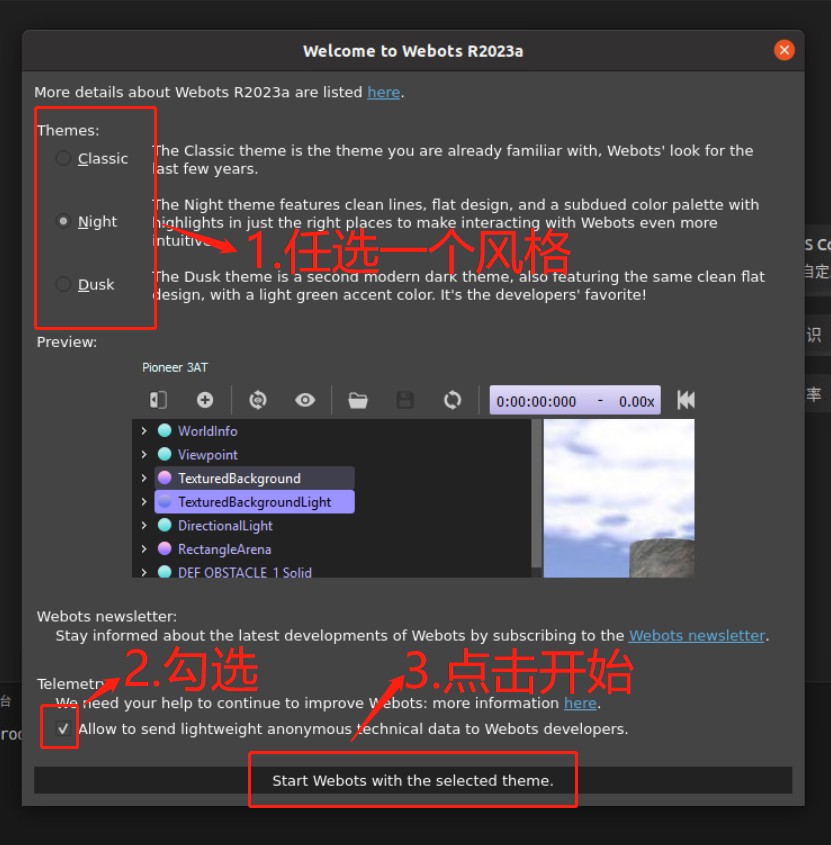 Welcome to Webots R2023a
More details about Webots R2023a are listed here.
Themes:
Classic
The Classic theme is the theme you are already familiar with, Webots' look for the
last few years.
Night
The Night theme features clean lines, flat design, and a subdued color palette with
highlights in just the right places to make interacting with Webots even more
intuitive
1.任选一个风格
Dusk
The Dusk theme is a second modern dark theme, also featuring the same clean flat
design, with a light green accent color. It's the developers' favorite!
Preview:
Pioneer 3AT
0:00:00:000 - 0.00x
WorldInfo
Viewpoint
TexturedBackground
TexturedBackgroundLight
DirectionalLight
RectangleArena
DEF OBSTACLE_1 Solid
Webots newsletter:
Stay informed about the latest developments of Webots by subscribing to the Webots newsletter.
2.勾选
3.点击开始
Telemetry
We need your help to continue to improve Webots: more information here.
Allow to send lightweight anonymous technical data to Webots developers.
Start Webots with the selected theme.
S Co
自定
识
率
台
roo